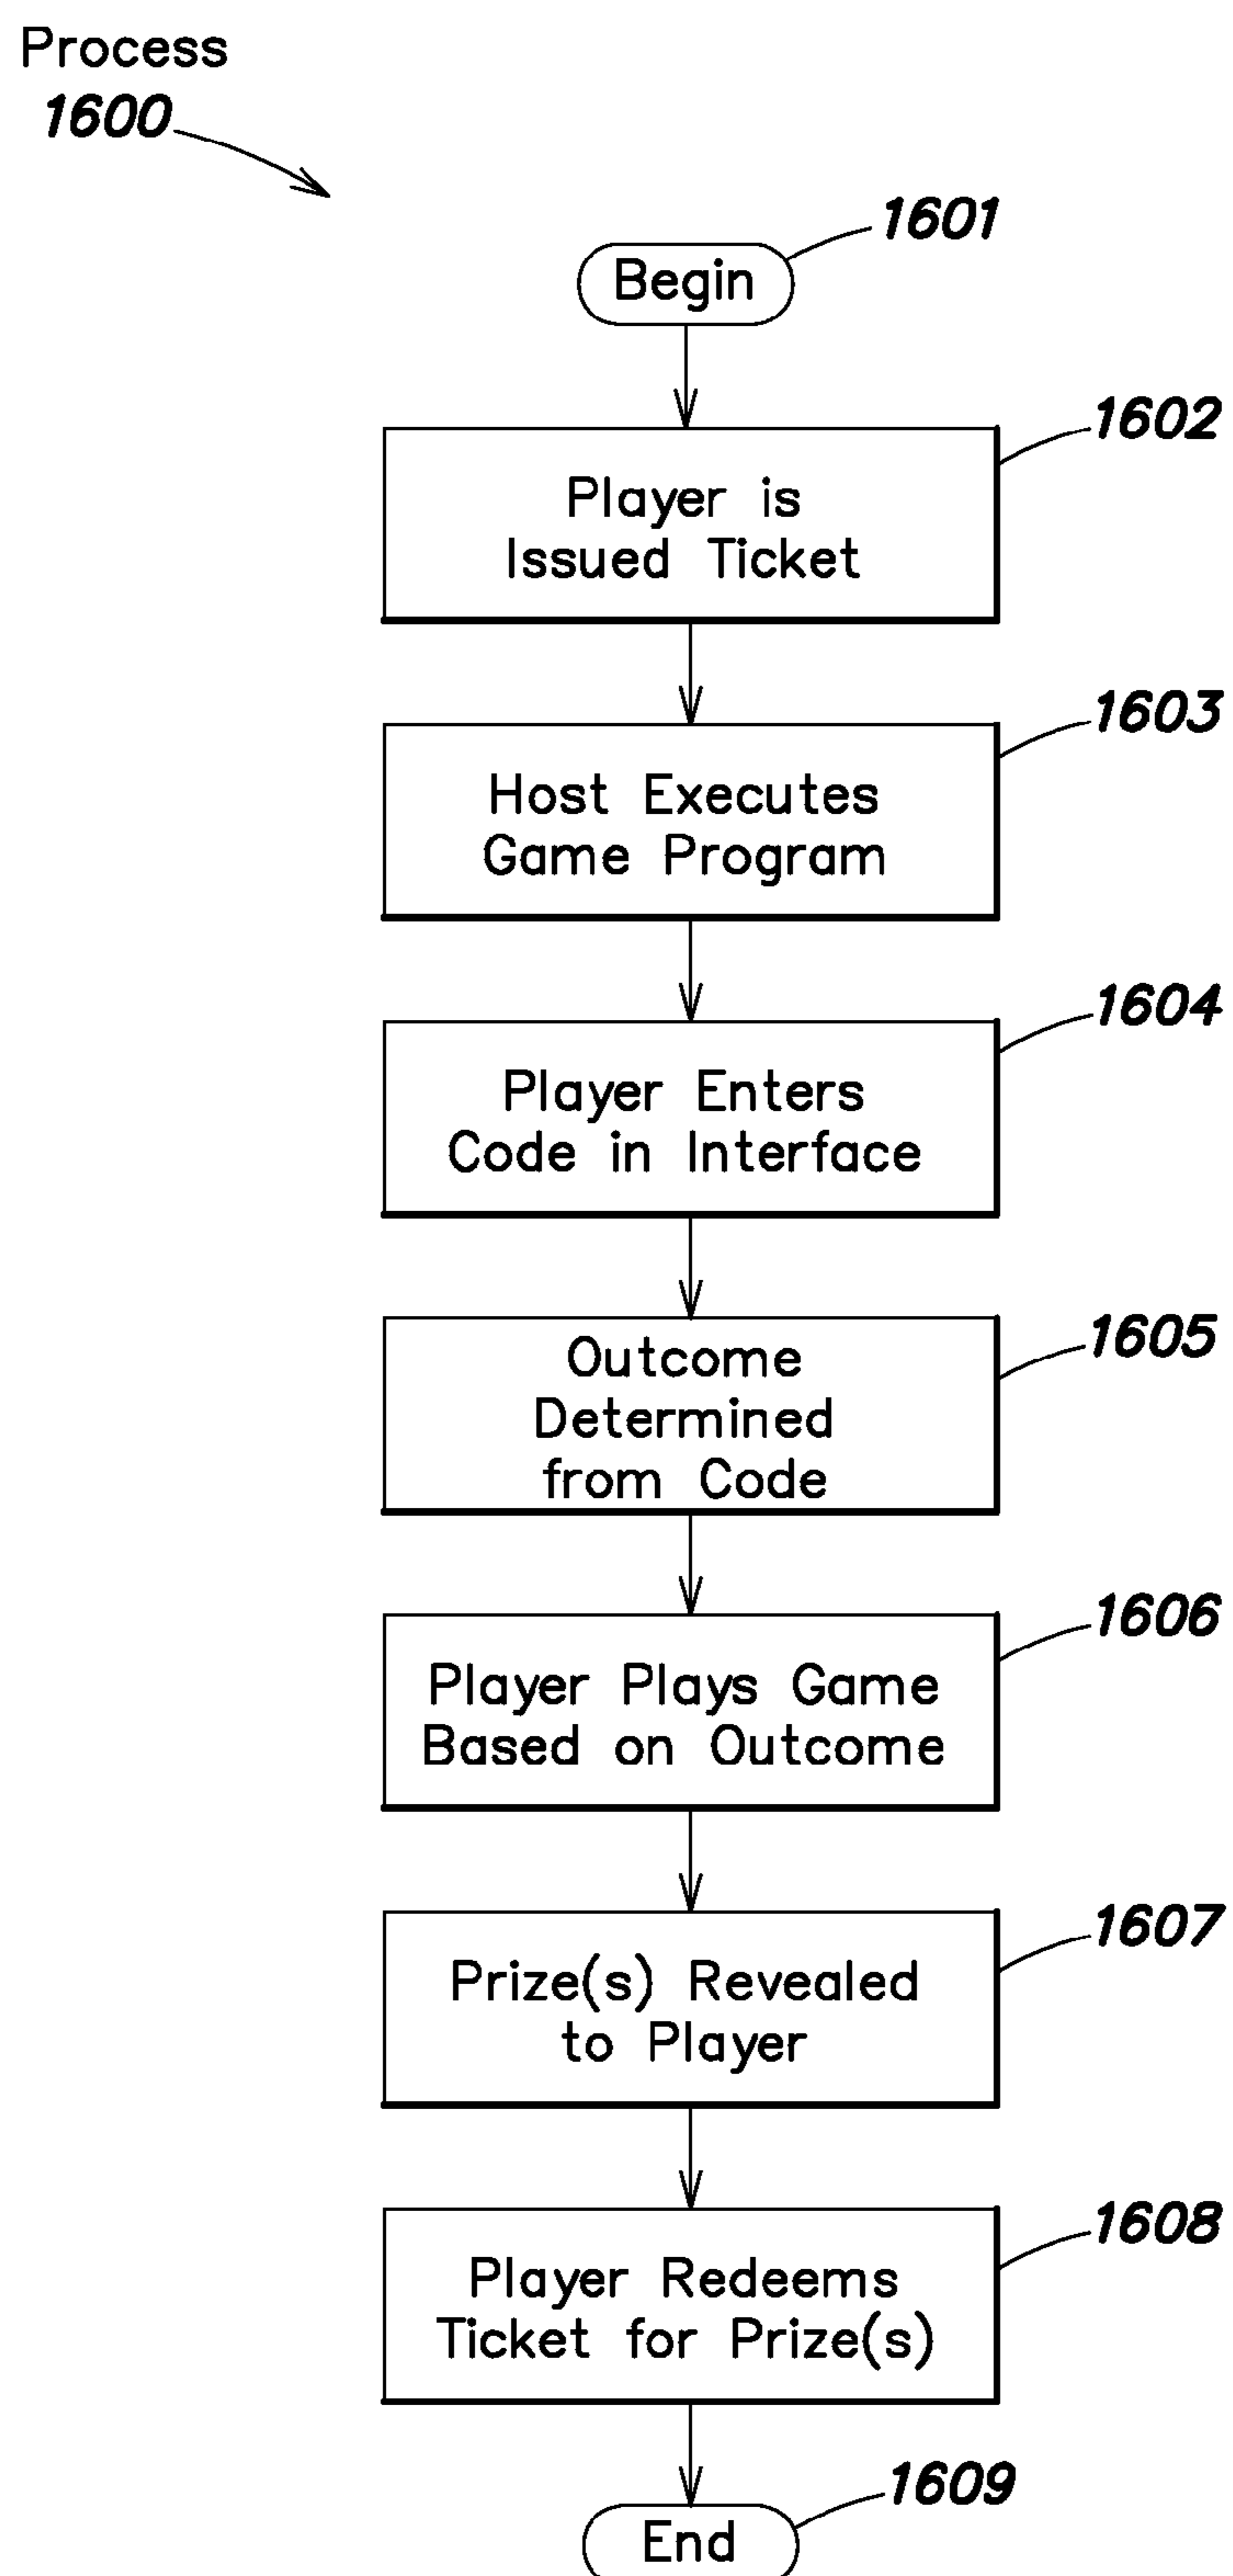 Process
1600
1601
Begin
1602
Player is
Issued Ticket
1603
Host Executes
Game Program
1604
Player Enters
Code in Interface
1605
Outcome
Determined
from Code
1606
Player Plays Game
Based on Outcome
1607
Prize(s) Revealed
to Player
1608
Player Redeems
Ticket for Prize(s)
1609
End